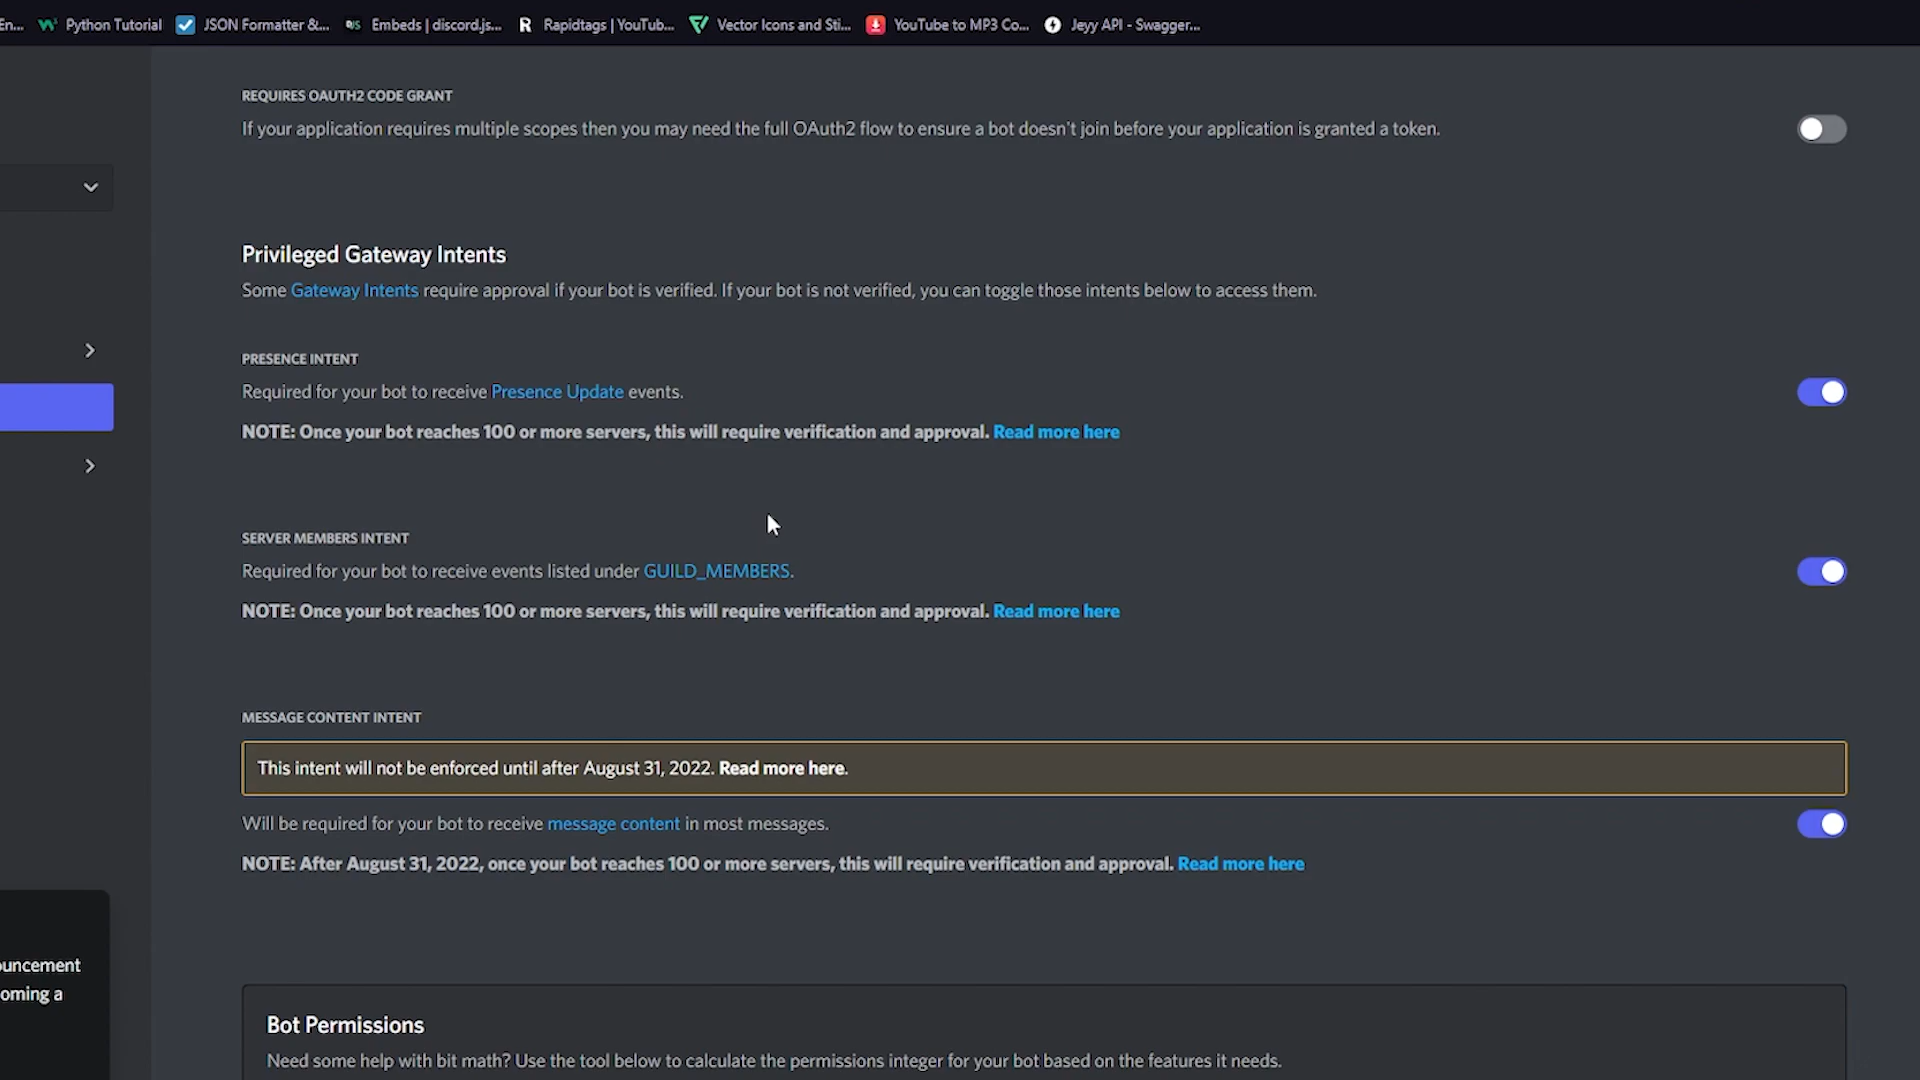 En... Python Tutorial JSON Formatter &... Embeds | discord.js... Rapidtags | YouTub... Vector Icons and Sti... YouTube to MP3 Co... Jeyy API - Swagger...
REQUIRES OAUTH2 CODE GRANT
If your application requires multiple scopes then you may need the full OAuth2 flow to ensure a bot doesn't join before your application is granted a token.
Privileged Gateway Intents
Some Gateway Intents require approval if your bot is verified. If your bot is not verified, you can toggle those intents below to access them.
PRESENCE INTENT
Required for your bot to receive Presence Update events.
NOTE: Once your bot reaches 100 or more servers, this will require verification and approval. Read more here
SERVER MEMBERS INTENT
Required for your bot to receive events listed under GUILD_MEMBERS.
NOTE: Once your bot reaches 100 or more servers, this will require verification and approval. Read more here
MESSAGE CONTENT INTENT
This intent will not be enforced until after August 31, 2022. Read more here.
Will be required for your bot to receive message content in most messages.
NOTE: After August 31, 2022, once your bot reaches 100 or more servers, this will require verification and approval. Read more here
ouncement
oming a
Bot Permissions
Need some help with bit math? Use the tool below to calculate the permissions integer for your bot based on the features it needs.